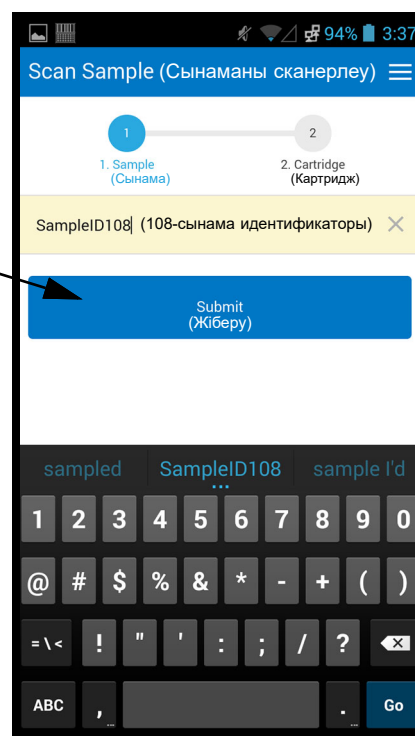 94% 3:37
Scan Sample (Сынаманы сканерлеу)
1 2
1. Sample 2. Cartridge
(Сынама) (Картридж)
SampleID108 (108-сынама идентификаторы)
Submit
(Жіберу)
sampled SampleID108 sample I'd
1 2 3 4 5 6 7 8 9 0
@ # $ % & * - + ( )
= \ < ! " ' : ; / ?
ABC , . Go